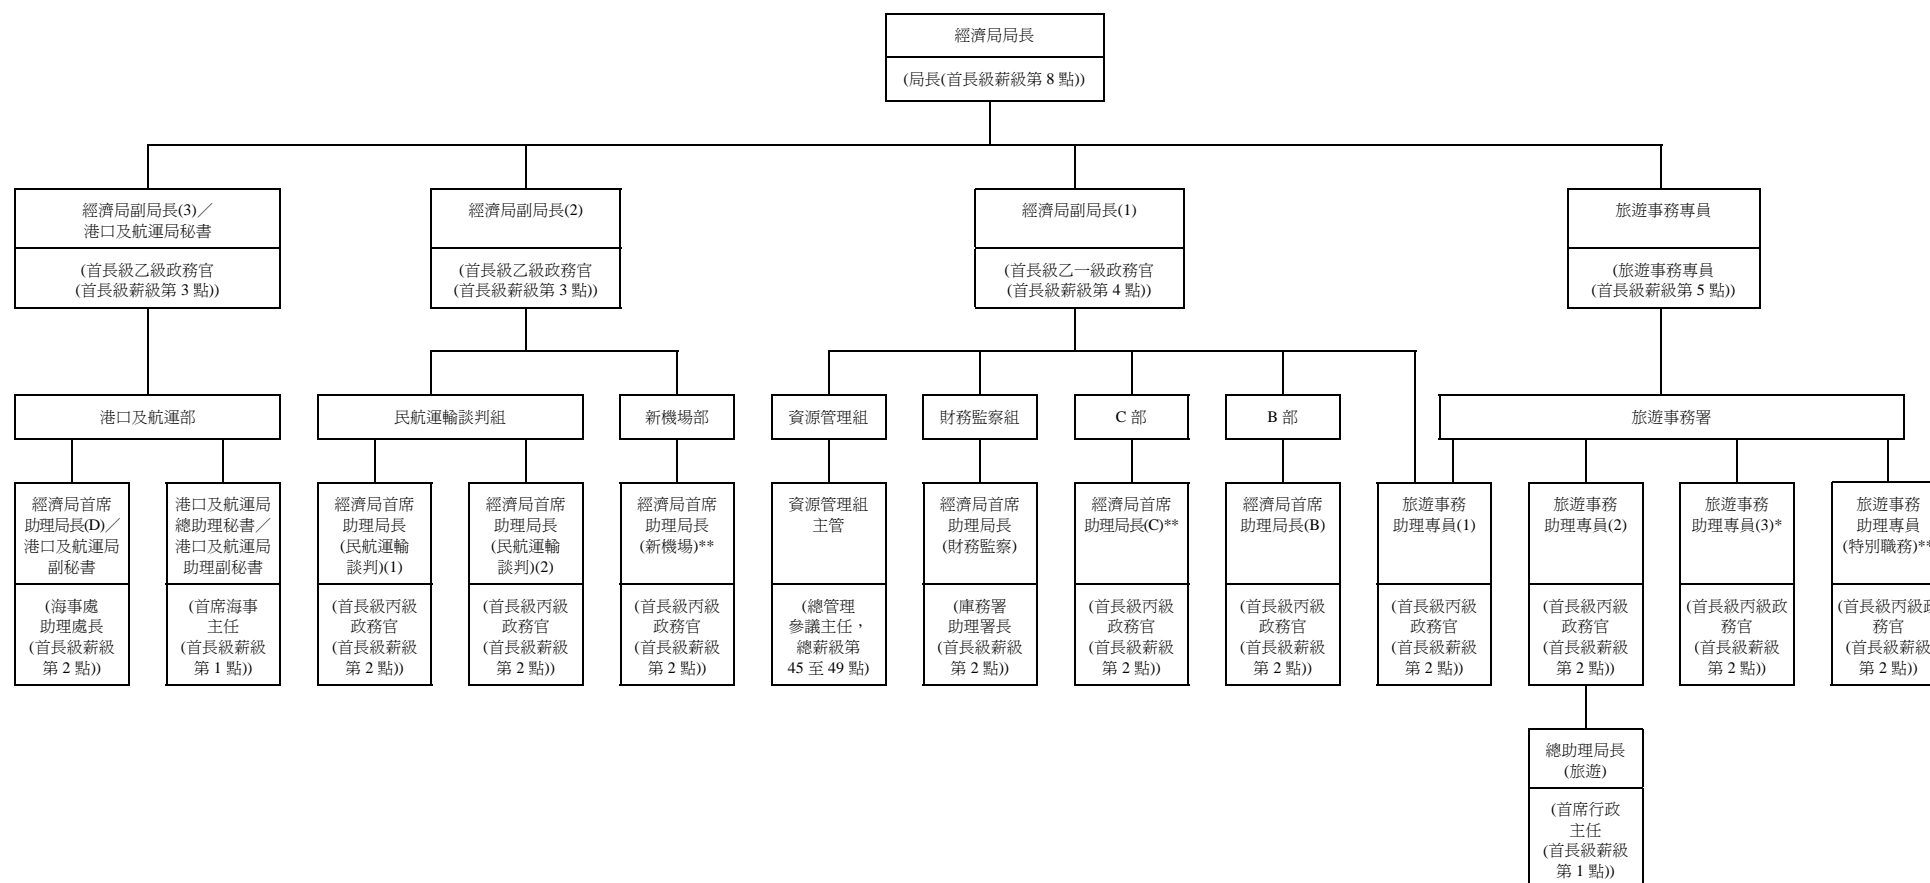 經濟局局長
(局長(首長級薪級第 8 點))
經濟局副局長(3)／
港口及航運局秘書
(首長級乙級政務官
(首長級薪級第 3 點))
經濟局副局長(2)
(首長級乙級政務官
(首長級薪級第 3 點))
經濟局副局長(1)
(首長級乙一級政務官
(首長級薪級第 4 點))
旅遊事務專員
(旅遊事務專員
(首長級薪級第 5 點))
港口及航運部
民航運輸談判組
新機場部
資源管理組
財務監察組
C 部
B 部
旅遊事務署
經濟局首席
助理局長(D)／
港口及航運局
副秘書
(海事處
助理處長
(首長級薪級
第 2 點))
港口及航運局
總助理秘書／
港口及航運局
助理副秘書
(首席海事
主任
(首長級薪級
第 1 點))
經濟局首席
助理局長
(民航運輸
談判)(1)
(首長級丙級
政務官
(首長級薪級
第 2 點))
經濟局首席
助理局長
(民航運輸
談判)(2)
(首長級丙級
政務官
(首長級薪級
第 2 點))
經濟局首席
助理局長
(新機場)**
(首長級丙級
政務官
(首長級薪級
第 2 點))
資源管理組
主管
(總管理
參議主任，
總薪級第
45 至 49 點)
經濟局首席
助理局長
(財務監察)
(庫務署
助理署長
(首長級薪級
第 2 點))
經濟局首席
助理局長(C)**
(首長級丙級
政務官
(首長級薪級
第 2 點))
經濟局首席
助理局長(B)
(首長級丙級
政務官
(首長級薪級
第 2 點))
旅遊事務
助理專員(1)
(首長級丙級
政務官
(首長級薪級
第 2 點))
旅遊事務
助理專員(2)
(首長級丙級
政務官
(首長級薪級
第 2 點))
旅遊事務
助理專員(3)*
(首長級丙級政
務官
(首長級薪級
第 2 點))
旅遊事務
助理專員
(特別職務)**
(首長級丙級政
務官
(首長級薪級
第 2 點))
總助理局長
(旅遊)
(首席行政
主任
(首長級薪級
第 1 點))